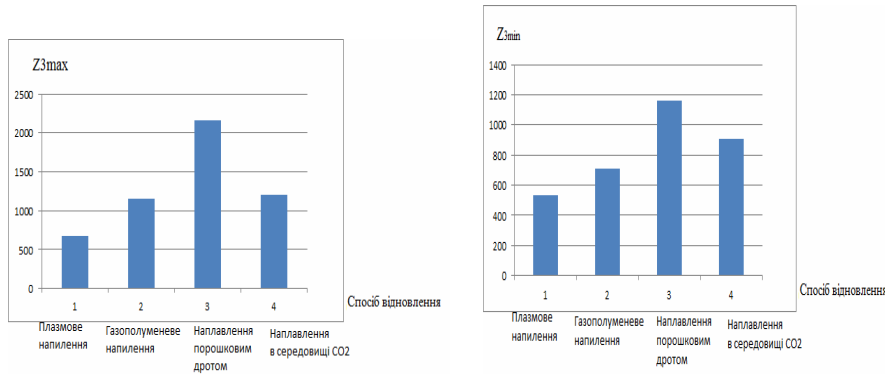 Z3max
2500
2000
1500
1000
500
0
1 2 3 4
Спосіб відновлення
Плазмове
напилення
Газополуменеве
напилення
Наплавлення
порошковим
дротом
Наплавлення
в середовищі СО2
Z3min
1400
1200
1000
800
600
400
200
0
1 2 3 4
Спосіб відновлення
Плазмове
напилення
Газополуменеве
напилення
Наплавлення
порошковим
дротом
Наплавлення
в середовищі СО2